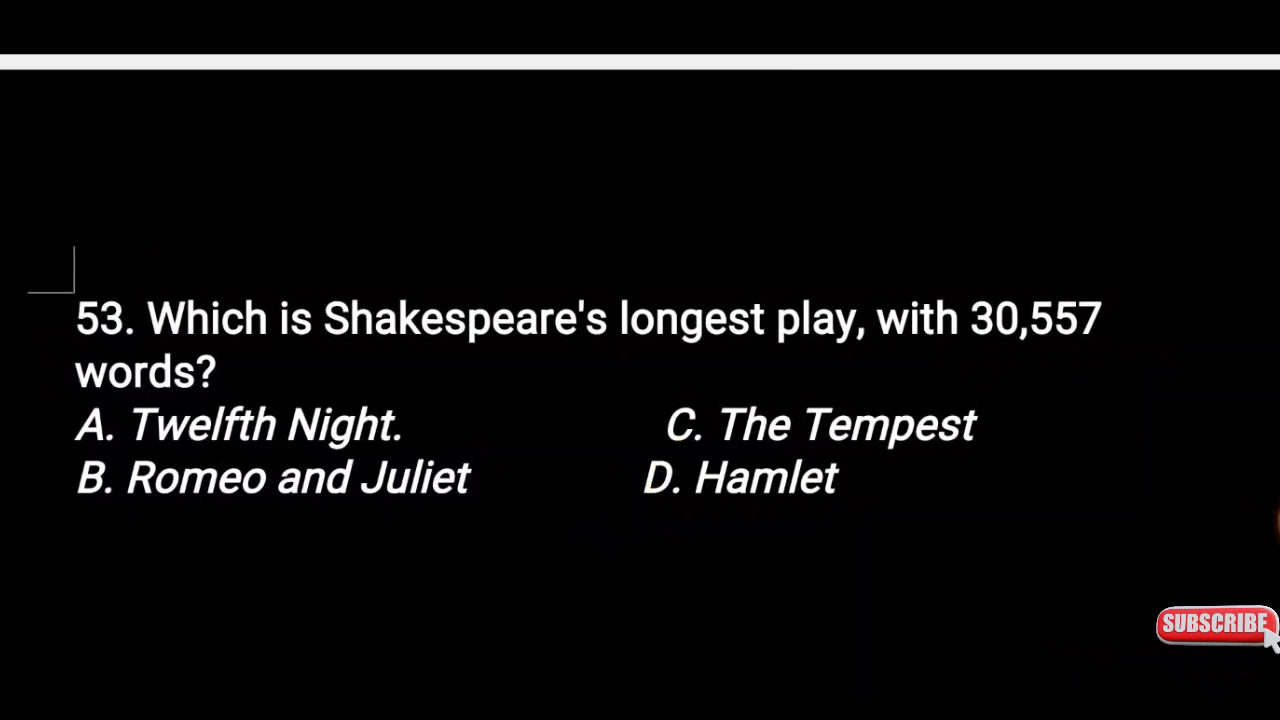 53. Which is Shakespeare's longest play, with 30,557
words?
A. Twelfth Night. C. The Tempest
B. Romeo and Juliet D. Hamlet
SUBSCRIBE